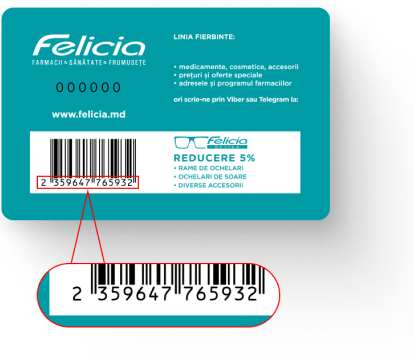 Felicia
FARMACII • SĂNĂTATE • FRUMUSEȚE
000000
www.felicia.md
LINIA FIERBINTE:
• medicamente, cosmetice, accesorii
• prețuri și oferte speciale
• adresele și programul farmaciilor
ori scrie-ne prin Viber sau Telegram la:
2 359647 765932
Felicia
OPTICA
REDUCERE 5%
• RAME DE OCHELARI
• OCHELARI DE SOARE
• DIVERSE ACCESORII
2 359647 765932